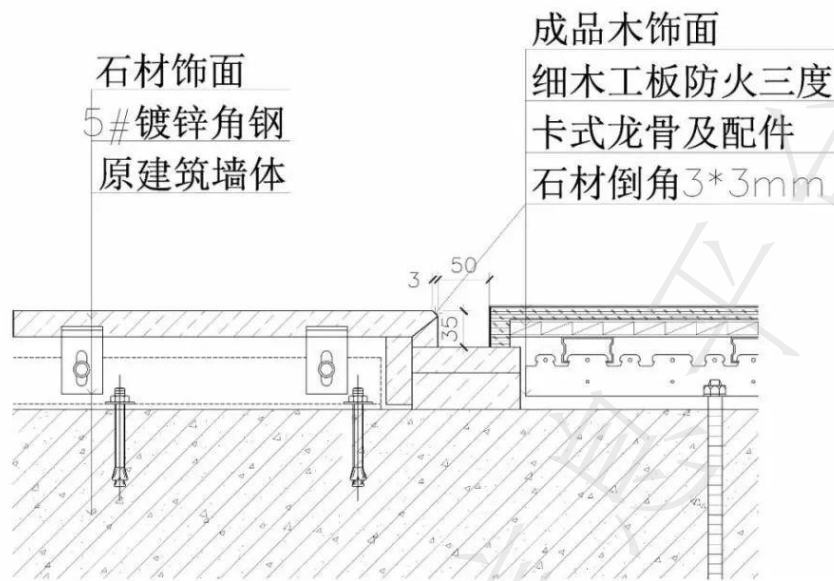 石材饰面
5#镀锌角钢
原建筑墙体
成品木饰面
细木工板防火三度
卡式龙骨及配件
石材倒角3*3mm
3
50
35